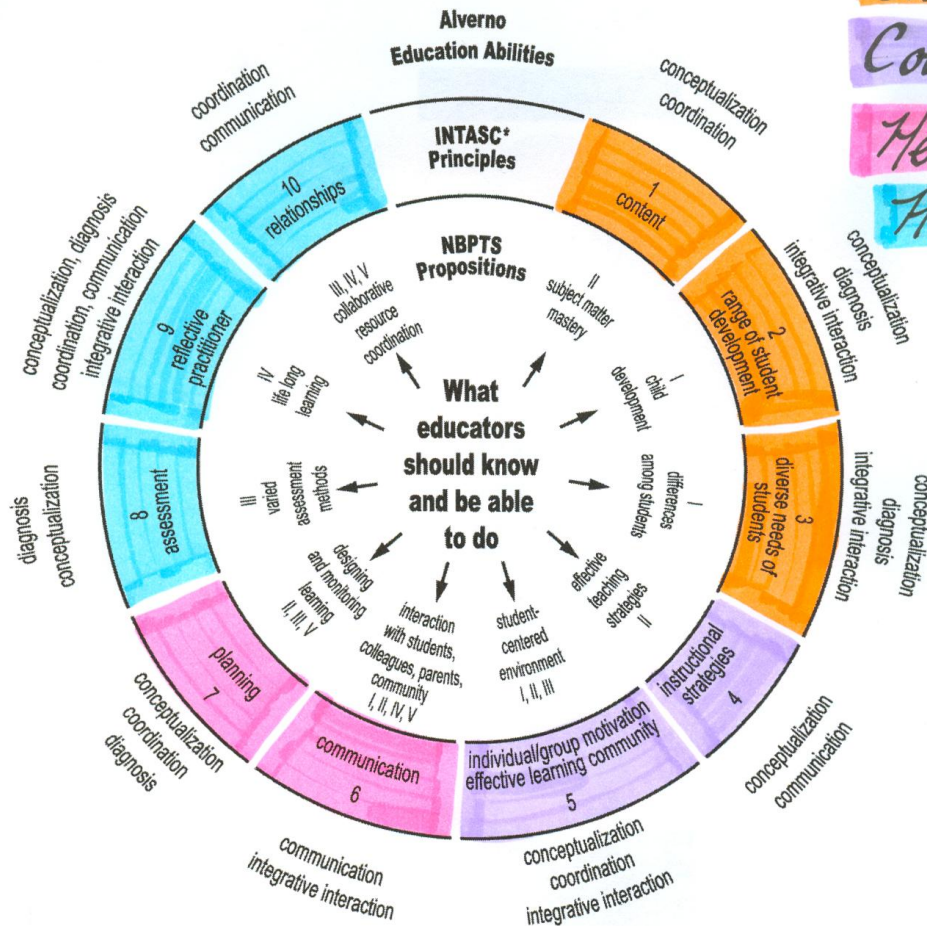 Alverno
Education Abilities
INTASC*
Principles
NBPTS
Propositions
What
educators
should know
and be able
to do
conceptualization
coordination
1
content
II
subject matter
mastery
conceptualization
diagnosis
integrative interaction
2
range of student
development
I
child
development
conceptualization
diagnosis
integrative interaction
3
diverse needs of
students
I
differences
among students
instructional
strategies
4
effective
teaching
strategies
II
conceptualization
communication
individual/group motivation
effective learning community
5
student-
centered
environment
I, II, III
conceptualization
coordination
integrative interaction
communication
6
interaction
with students,
colleagues, parents,
community
I, II, IV, V
communication
integrative interaction
planning
7
designing
and monitoring
learning
II, III, V
conceptualization
coordination
diagnosis
8
assessment
III
varied
assessment
methods
diagnosis
conceptualization
9
reflective
practitioner
IV
life long
learning
conceptualization, diagnosis
coordination, communication
integrative interaction
10
relationships
III, IV, V
collaborative
resource
coordination
coordination
communication